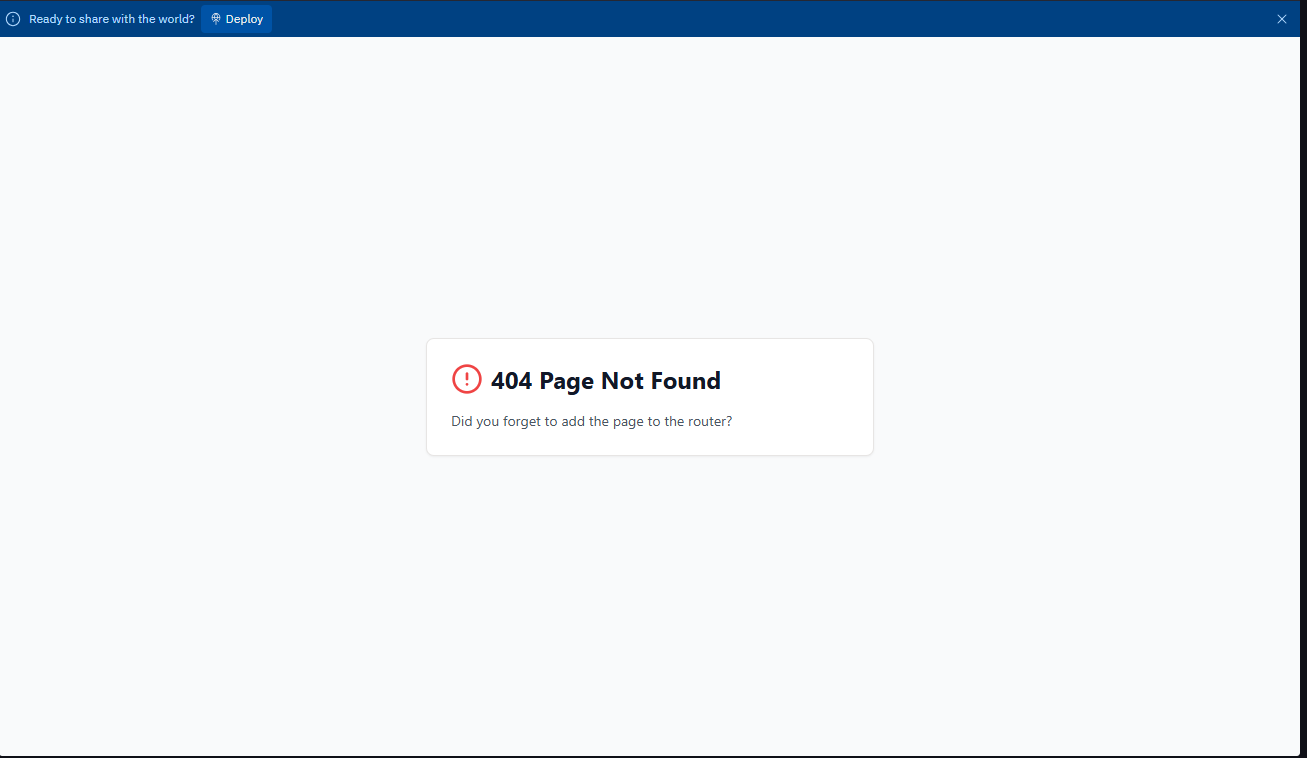 Ready to share with the world? Deploy
404 Page Not Found
Did you forget to add the page to the router?